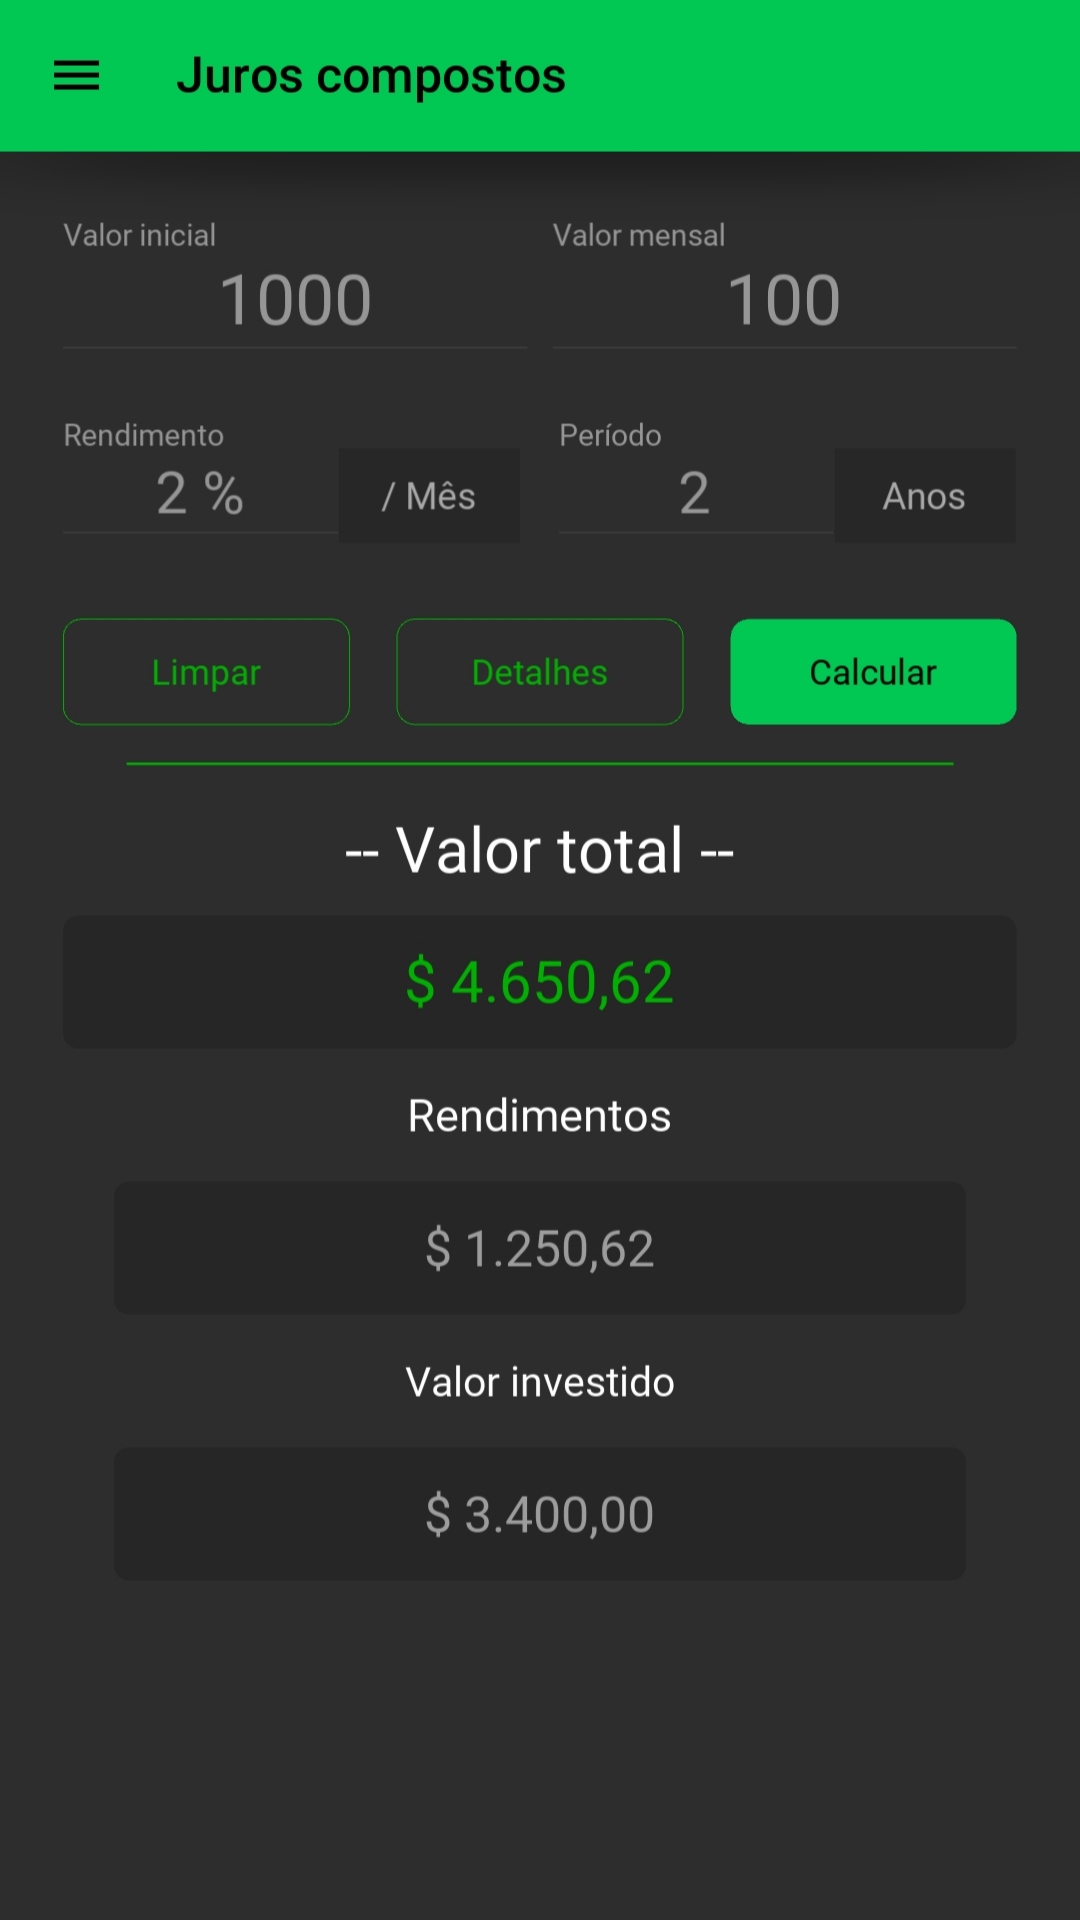 Juros compostos
Valor inicial
Valor mensal
1000
100
Rendimento
Período
2 %
/ Mês
2
Anos
Limpar
Detalhes
Calcular
-- Valor total --
$ 4.650,62
Rendimentos
$ 1.250,62
Valor investido
$ 3.400,00